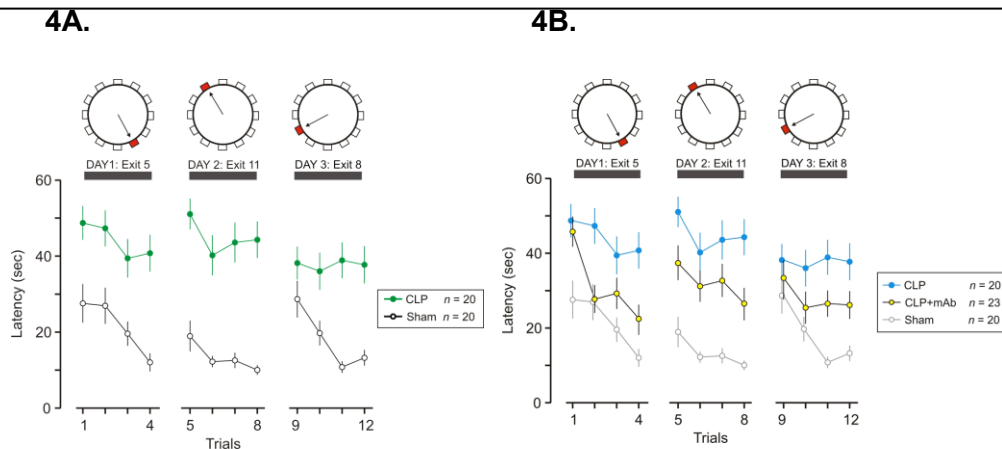 4A.
DAY1: Exit 5 DAY 2: Exit 11 DAY 3: Exit 8
60
40
20
0
Latency (sec)
CLP n = 20
Sham n = 20
1 4 5 8 9 12
Trials
4B.
DAY1: Exit 5 DAY 2: Exit 11 DAY 3: Exit 8
60
40
20
0
Latency (sec)
CLP n = 20
CLP+mAb n = 23
Sham n = 20
1 4 5 8 9 12
Trials